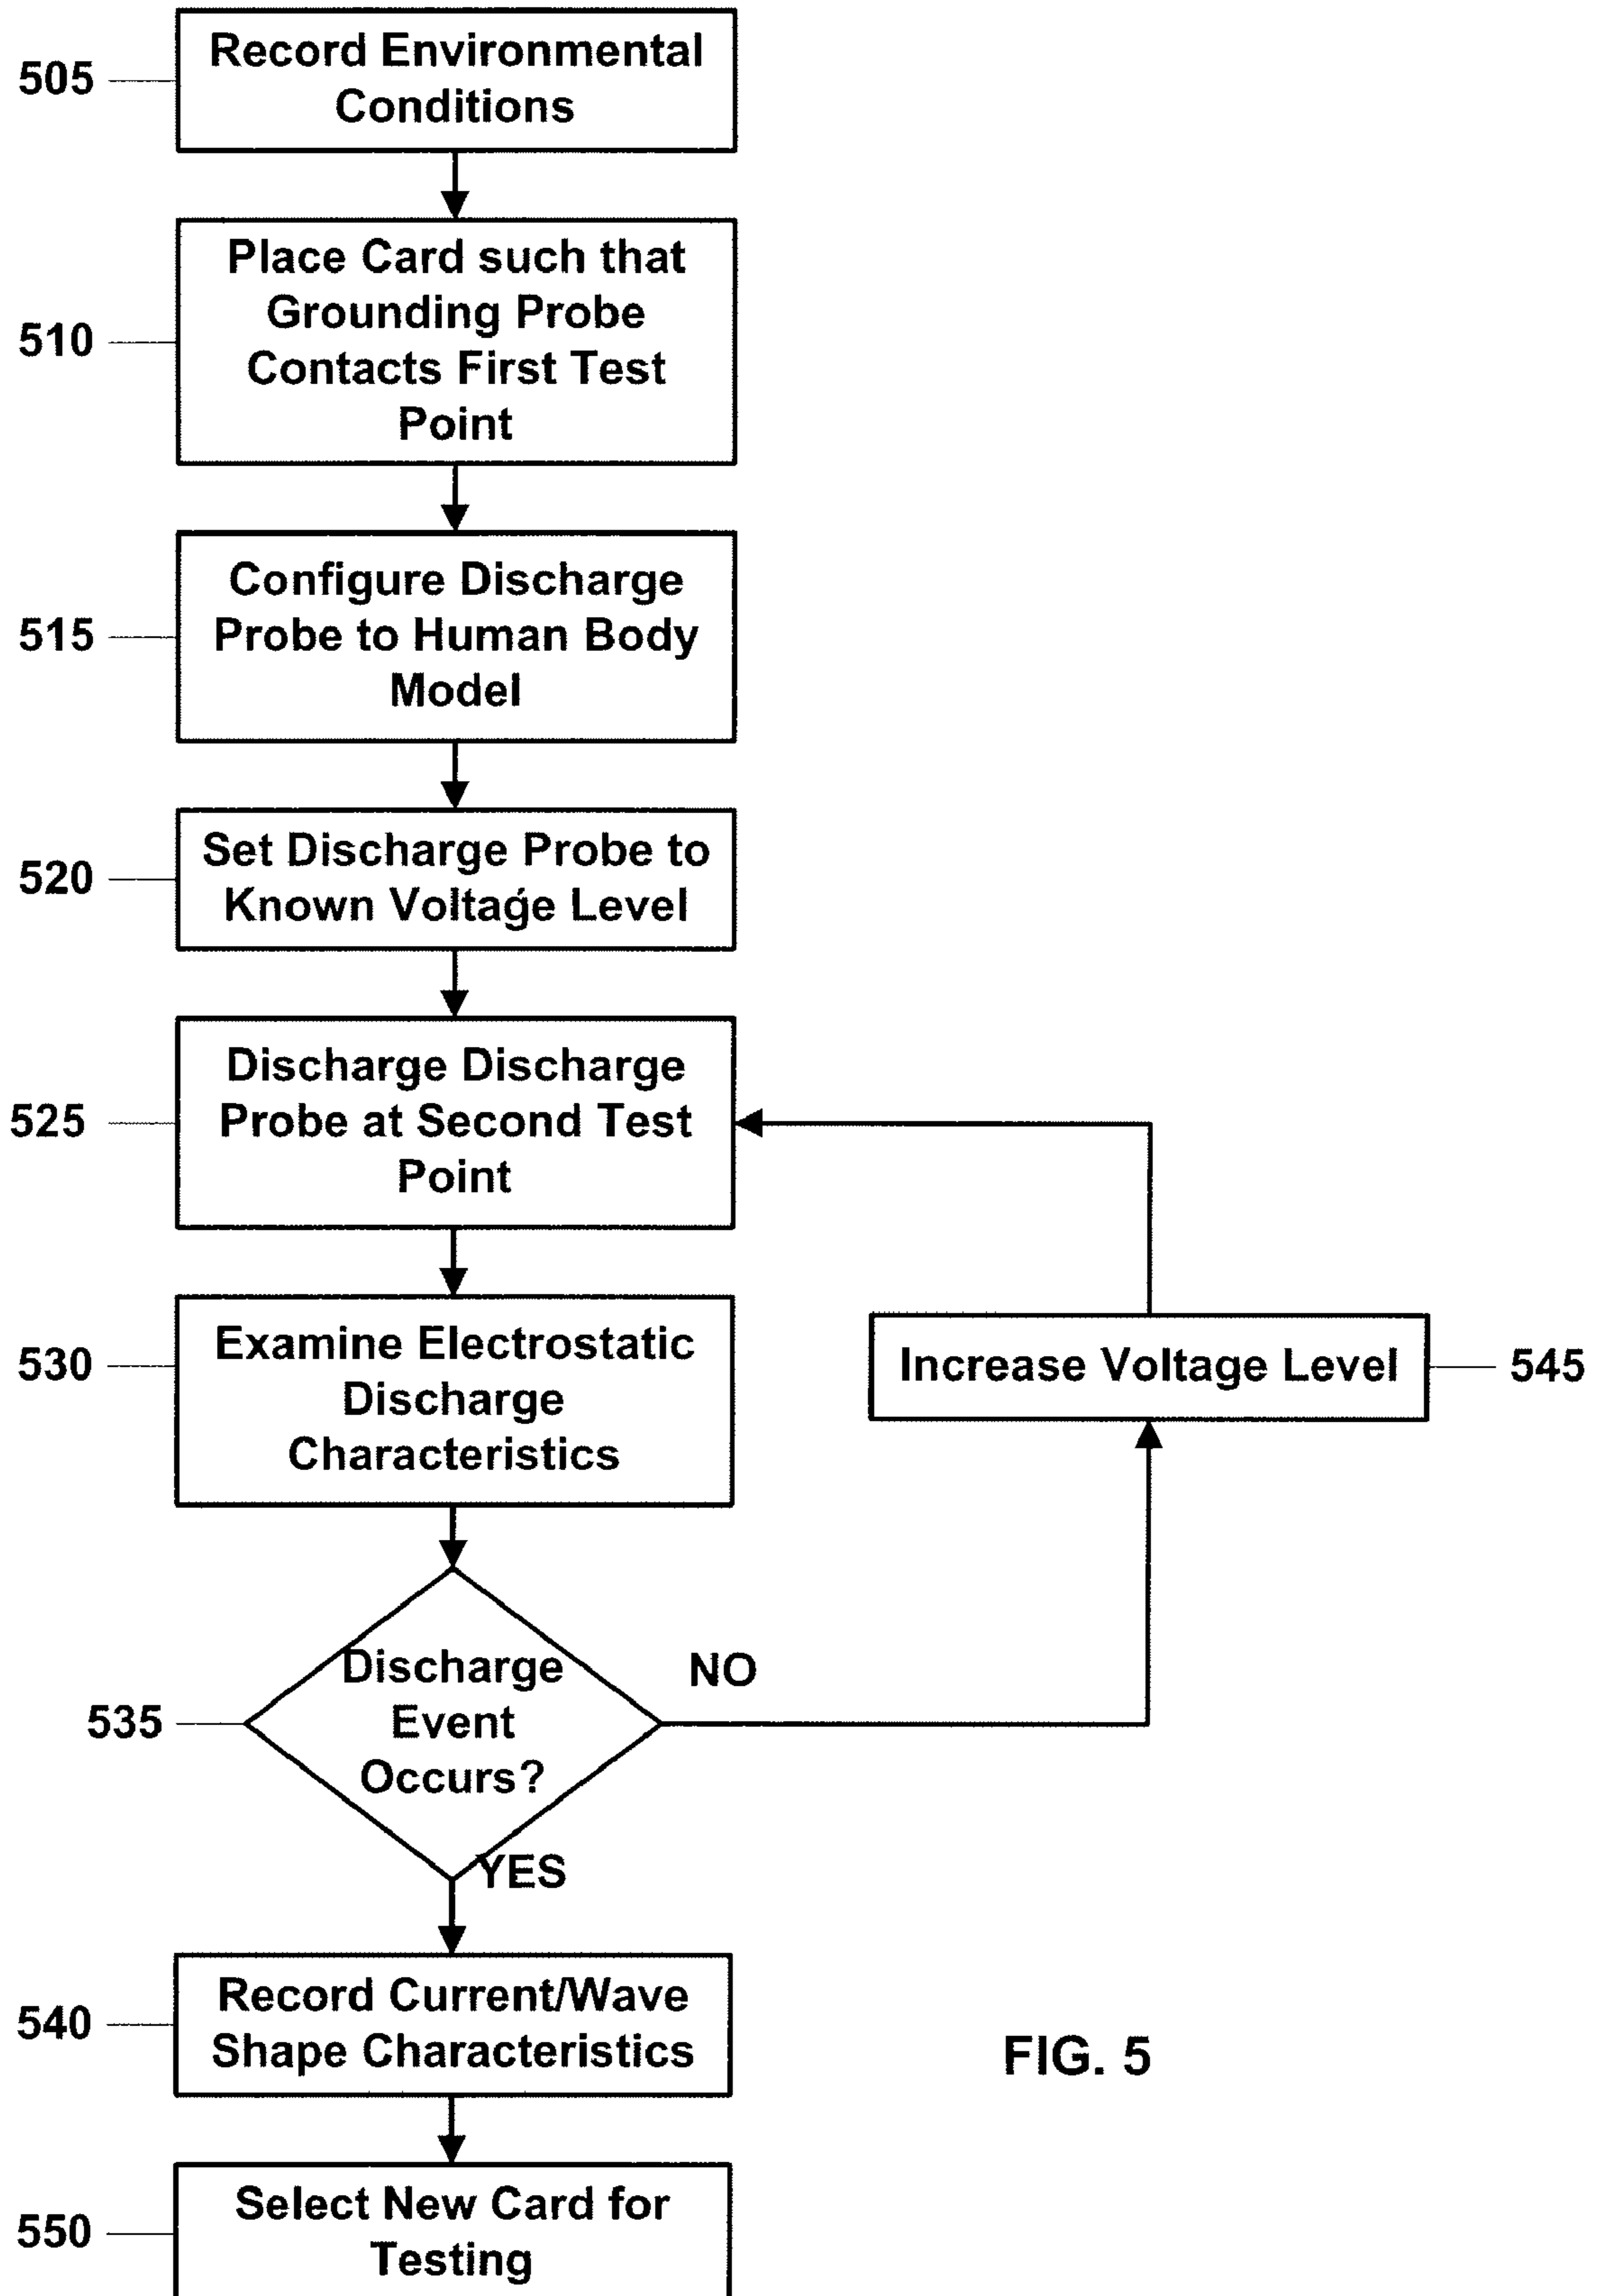 505
Record Environmental
Conditions
510
Place Card such that
Grounding Probe
Contacts First Test
Point
515
Configure Discharge
Probe to Human Body
Model
520
Set Discharge Probe to
Known Voltage Level
525
Discharge Discharge
Probe at Second Test
Point
530
Examine Electrostatic
Discharge
Characteristics
Increase Voltage Level
545
535
Discharge
Event
Occurs?
NO
YES
540
Record Current/Wave
Shape Characteristics
FIG. 5
550
Select New Card for
Testing